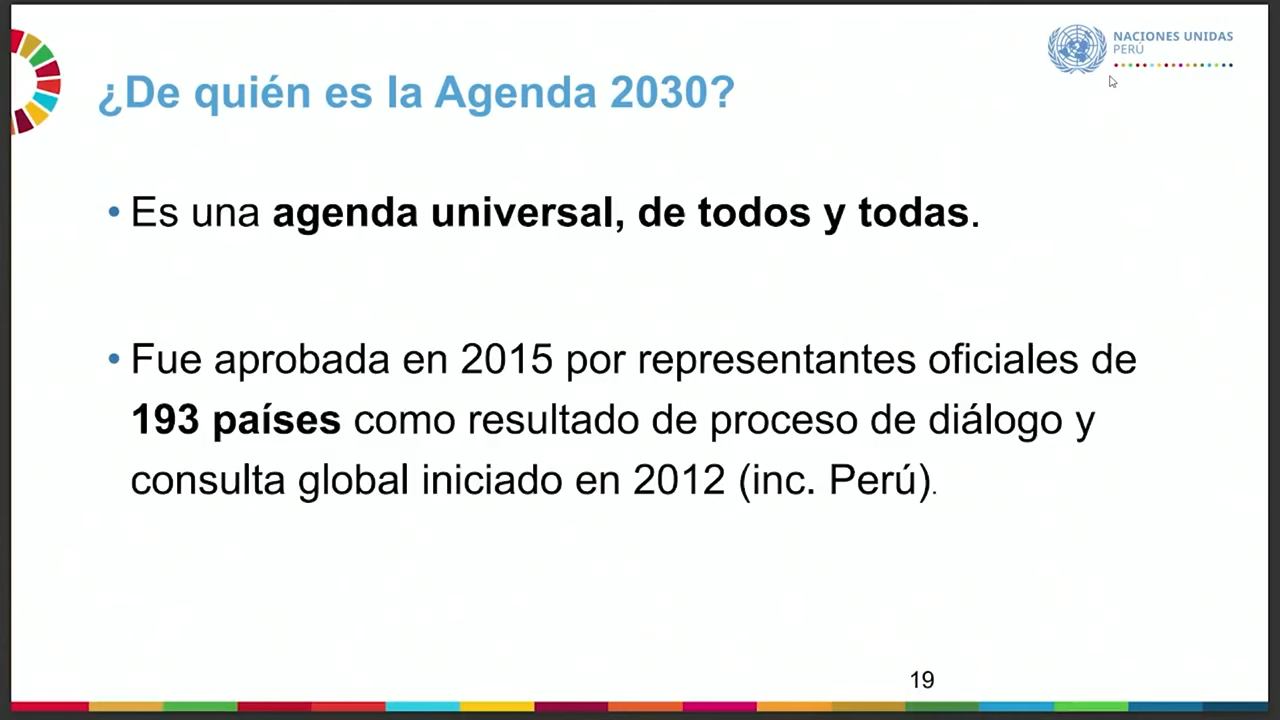 NACIONES UNIDAS
PERÚ
¿De quién es la Agenda 2030?
• Es una agenda universal, de todos y todas.
• Fue aprobada en 2015 por representantes oficiales de
193 países como resultado de proceso de diálogo y
consulta global iniciado en 2012 (inc. Perú).
19